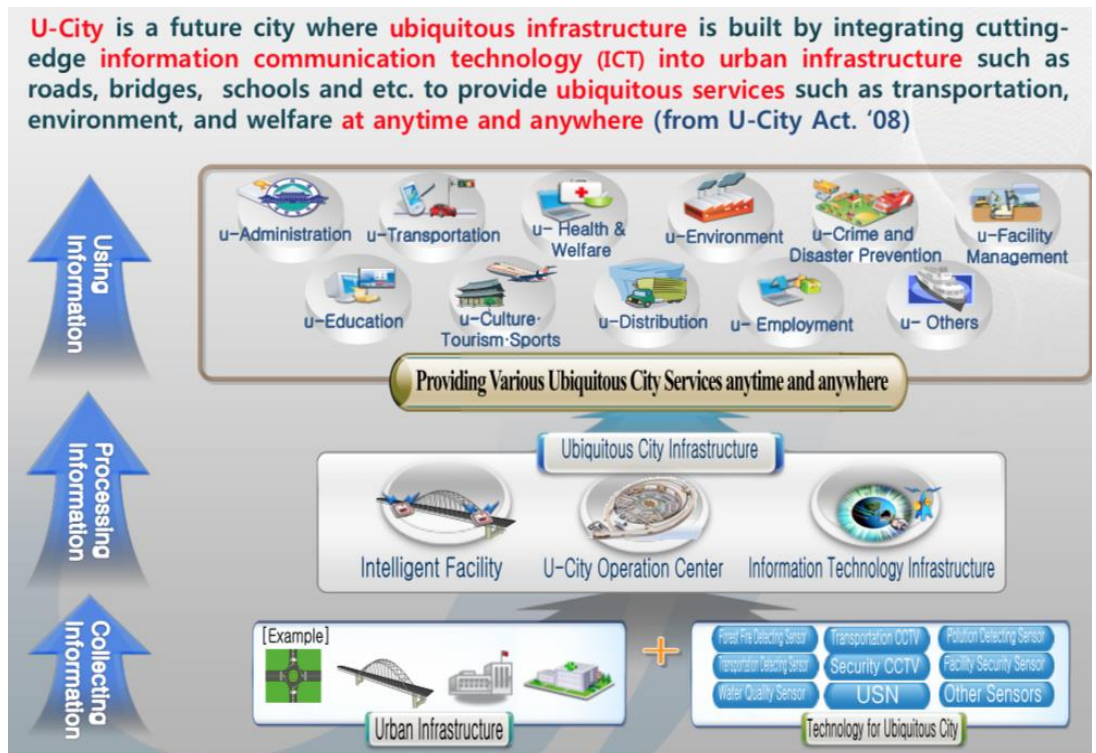 U-City is a future city where ubiquitous infrastructure is built by integrating cutting-
edge information communication technology (ICT) into urban infrastructure such as
roads, bridges, schools and etc. to provide ubiquitous services such as transportation,
environment, and welfare at anytime and anywhere (from U-City Act. ‘08)
Using
Information
u-Administration
u-Transportation
u- Health &
Welfare
u-Environment
u-Crime and
Disaster Prevention
u-Facility
Management
u-Education
u-Culture·
Tourism·Sports
u-Distribution
u- Employment
u- Others
Providing Various Ubiquitous City Services anytime and anywhere
Processing
Information
Ubiquitous City Infrastructure
Intelligent Facility
U-City Operation Center
Information Technology Infrastructure
Collecting
Information
[Example]
Urban Infrastructure
Forest Fire Detecting Sensor
Transportation CCTV
Pollution Detecting Sensor
Transportation Detecting Sensor
Security CCTV
Facility Security Sensor
Water Quality Sensor
USN
Other Sensors
Technology for Ubiquitous City